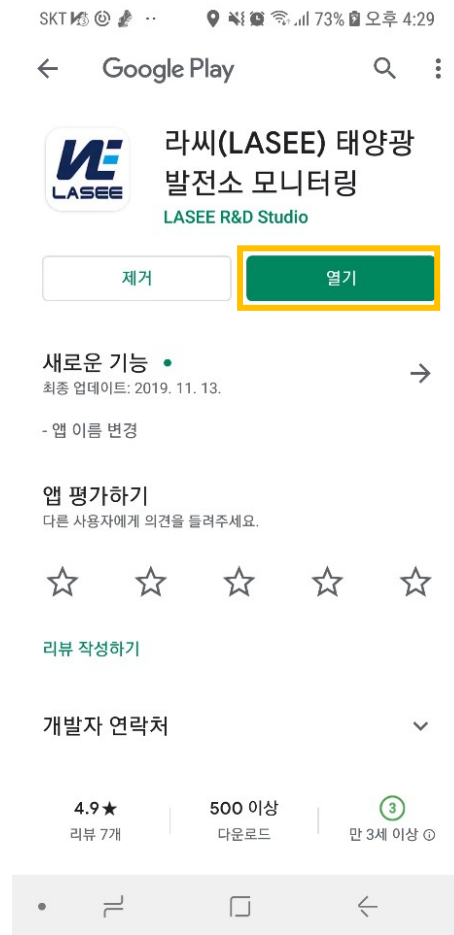 SKT 73% 오후 4:29
Google Play
LASEE
라씨(LASEE) 태양광
발전소 모니터링
LASEE R&D Studio
제거
열기
새로운 기능
최종 업데이트: 2019. 11. 13.
- 앱 이름 변경
앱 평가하기
다른 사용자에게 의견을 들려주세요.
리뷰 작성하기
개발자 연락처
4.9★
리뷰 7개
500 이상
다운로드
3
만 3세 이상